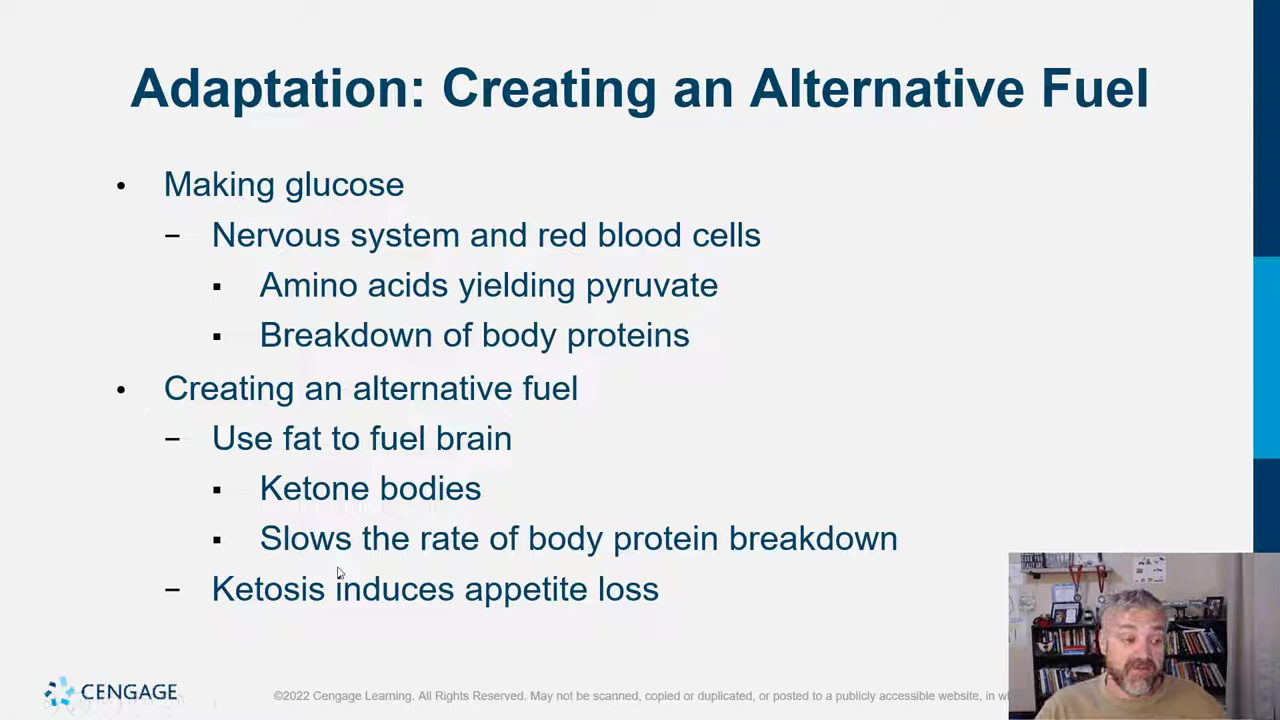 Adaptation: Creating an Alternative Fuel
• Making glucose
− Nervous system and red blood cells
▪ Amino acids yielding pyruvate
▪ Breakdown of body proteins
• Creating an alternative fuel
− Use fat to fuel brain
▪ Ketone bodies
▪ Slows the rate of body protein breakdown
− Ketosis induces appetite loss
CENGAGE
©2022 Cengage Learning. All Rights Reserved. May not be scanned, copied or duplicated, or posted to a publicly accessible website, in